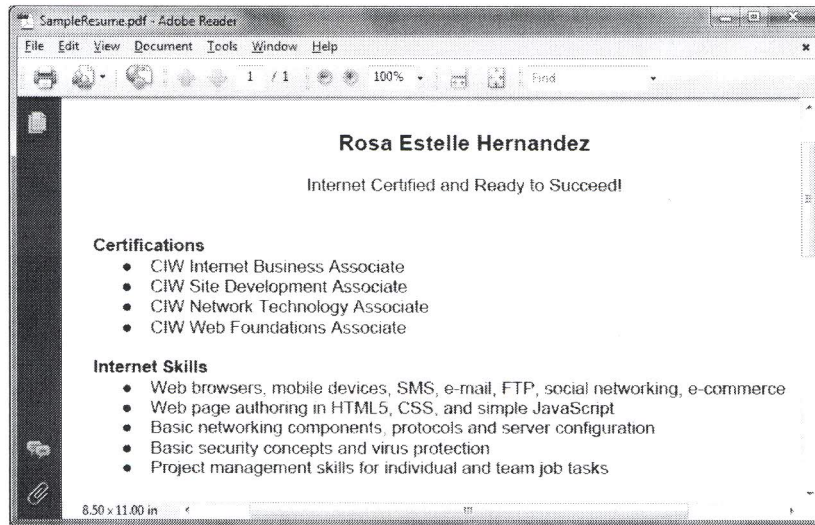 SampleResume.pdf - Adobe Reader
File Edit View Document Tools Window Help
1 / 1 100% Find
Rosa Estelle Hernandez
Internet Certified and Ready to Succeed!
Certifications
● CIW Internet Business Associate
● CIW Site Development Associate
● CIW Network Technology Associate
● CIW Web Foundations Associate
Internet Skills
● Web browsers, mobile devices, SMS, e-mail, FTP, social networking, e-commerce
● Web page authoring in HTML5, CSS, and simple JavaScript
● Basic networking components, protocols and server configuration
● Basic security concepts and virus protection
● Project management skills for individual and team job tasks
8.50 x 11.00 in